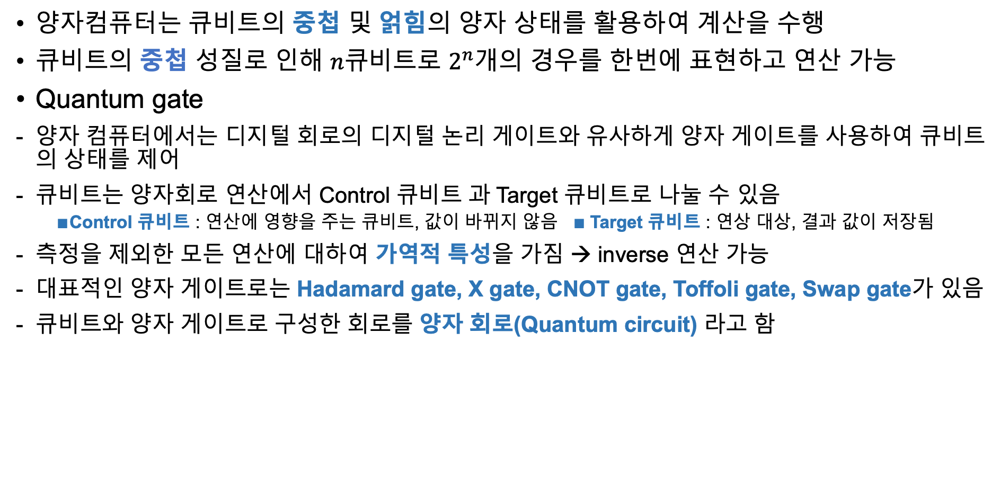 • 양자컴퓨터는 큐비트의 중첩 및 얽힘의 양자 상태를 활용하여 계산을 수행
• 큐비트의 중첩 성질로 인해 n큐비트로 2ⁿ개의 경우를 한번에 표현하고 연산 가능
• Quantum gate
- 양자 컴퓨터에서는 디지털 회로의 디지털 논리 게이트와 유사하게 양자 게이트를 사용하여 큐비트
의 상태를 제어
- 큐비트는 양자회로 연산에서 Control 큐비트 과 Target 큐비트로 나눌 수 있음
■Control 큐비트 : 연산에 영향을 주는 큐비트, 값이 바뀌지 않음 ■ Target 큐비트 : 연상 대상, 결과 값이 저장됨
- 측정을 제외한 모든 연산에 대하여 가역적 특성을 가짐 → inverse 연산 가능
- 대표적인 양자 게이트로는 Hadamard gate, X gate, CNOT gate, Toffoli gate, Swap gate가 있음
- 큐비트와 양자 게이트로 구성한 회로를 양자 회로(Quantum circuit) 라고 함